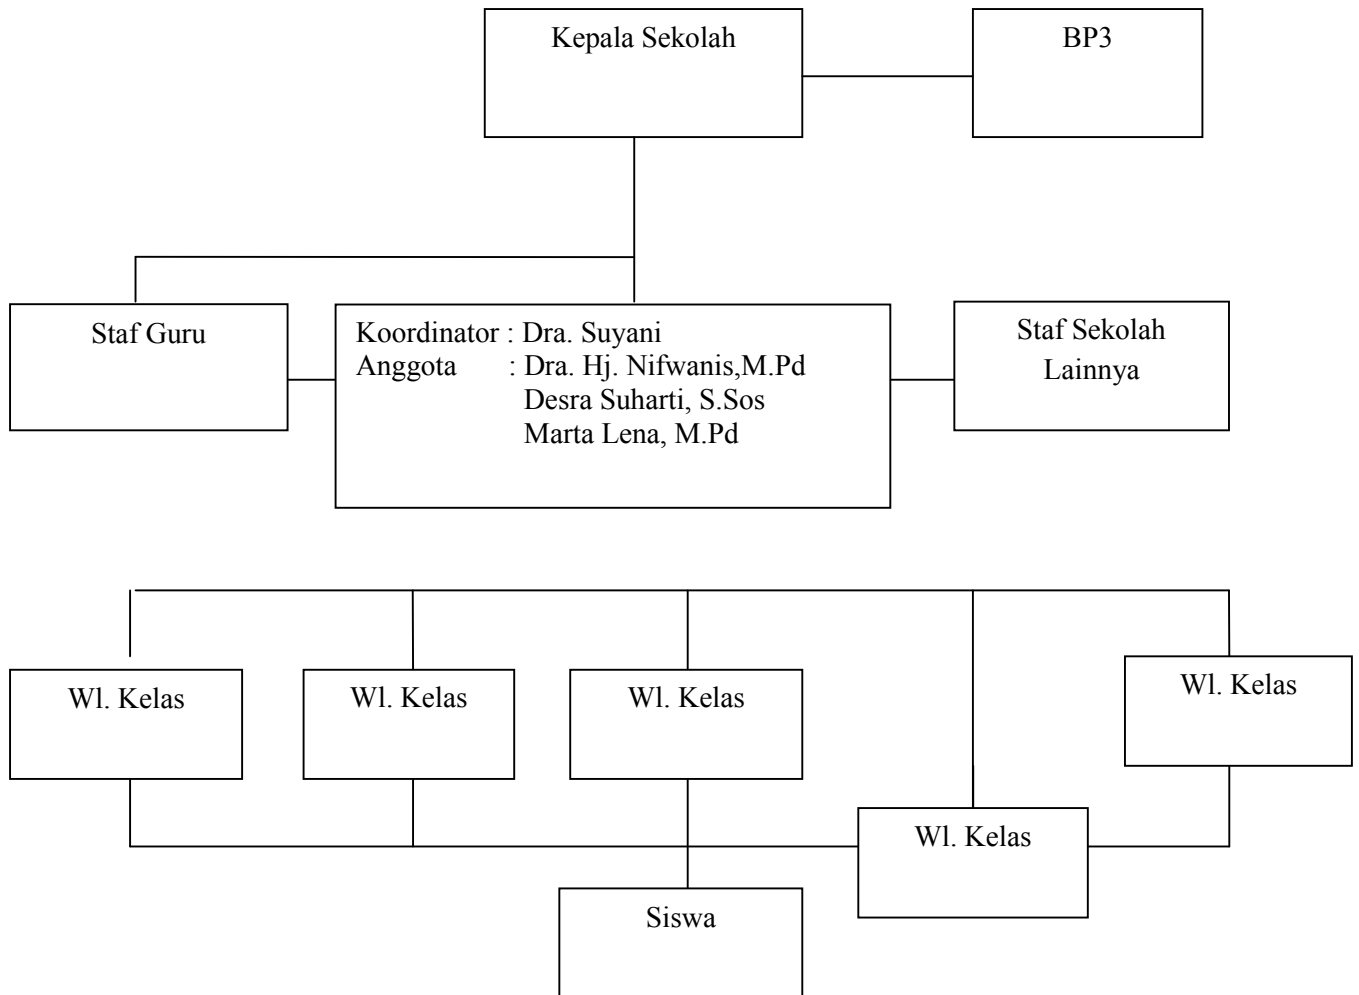 Kepala Sekolah
BP3
Staf Guru
Koordinator : Dra. Suyani
Anggota : Dra. Hj. Nifwanis,M.Pd
Desra Suharti, S.Sos
Marta Lena, M.Pd
Staf Sekolah
Lainnya
Wl. Kelas
Wl. Kelas
Wl. Kelas
Wl. Kelas
Wl. Kelas
Siswa